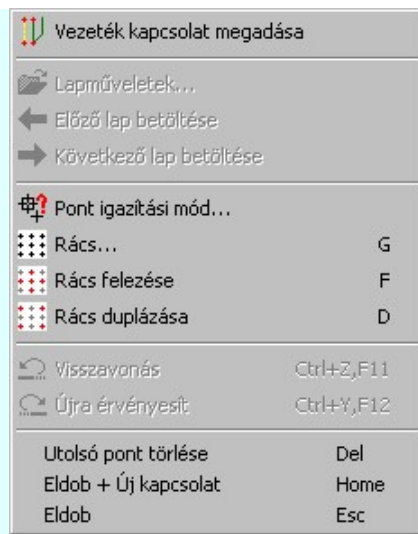 Vezeték kapcsolat megadása
Lapműveletek...
Előző lap betöltése
Következő lap betöltése
Pont igazítási mód...
Rács... G
Rács felezése F
Rács duplázása D
Visszavonás Ctrl+Z,F11
Újra érvényesít Ctrl+Y,F12
Utolsó pont törlése Del
Eldob + Új kapcsolat Home
Eldob Esc